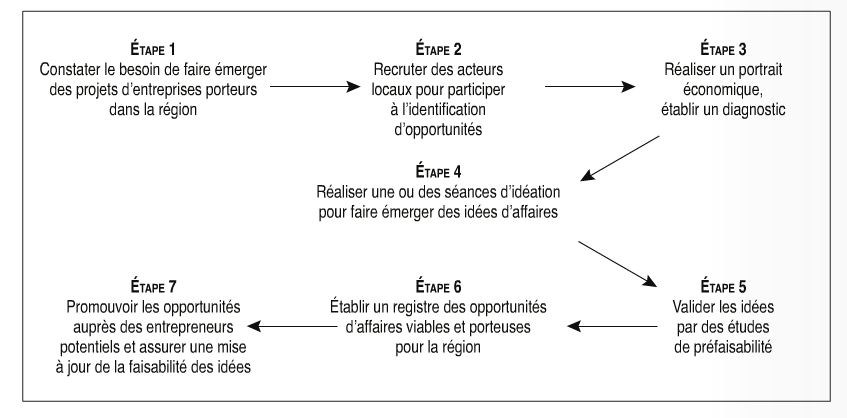 ÉTAPE 1
Constater le besoin de faire émerger
des projets d'entreprises porteurs
dans la région
ÉTAPE 2
Recruter des acteurs
locaux pour participer
à l'identification
d'opportunités
ÉTAPE 3
Réaliser un portrait
économique,
établir un diagnostic
ÉTAPE 4
Réaliser une ou des séances d'idéation
pour faire émerger des idées d'affaires
ÉTAPE 5
Valider les idées
par des études
de préfaisabilité
ÉTAPE 6
Établir un registre des opportunités
d'affaires viables et porteuses
pour la région
ÉTAPE 7
Promouvoir les opportunités
auprès des entrepreneurs
potentiels et assurer une mise
à jour de la faisabilité des idées